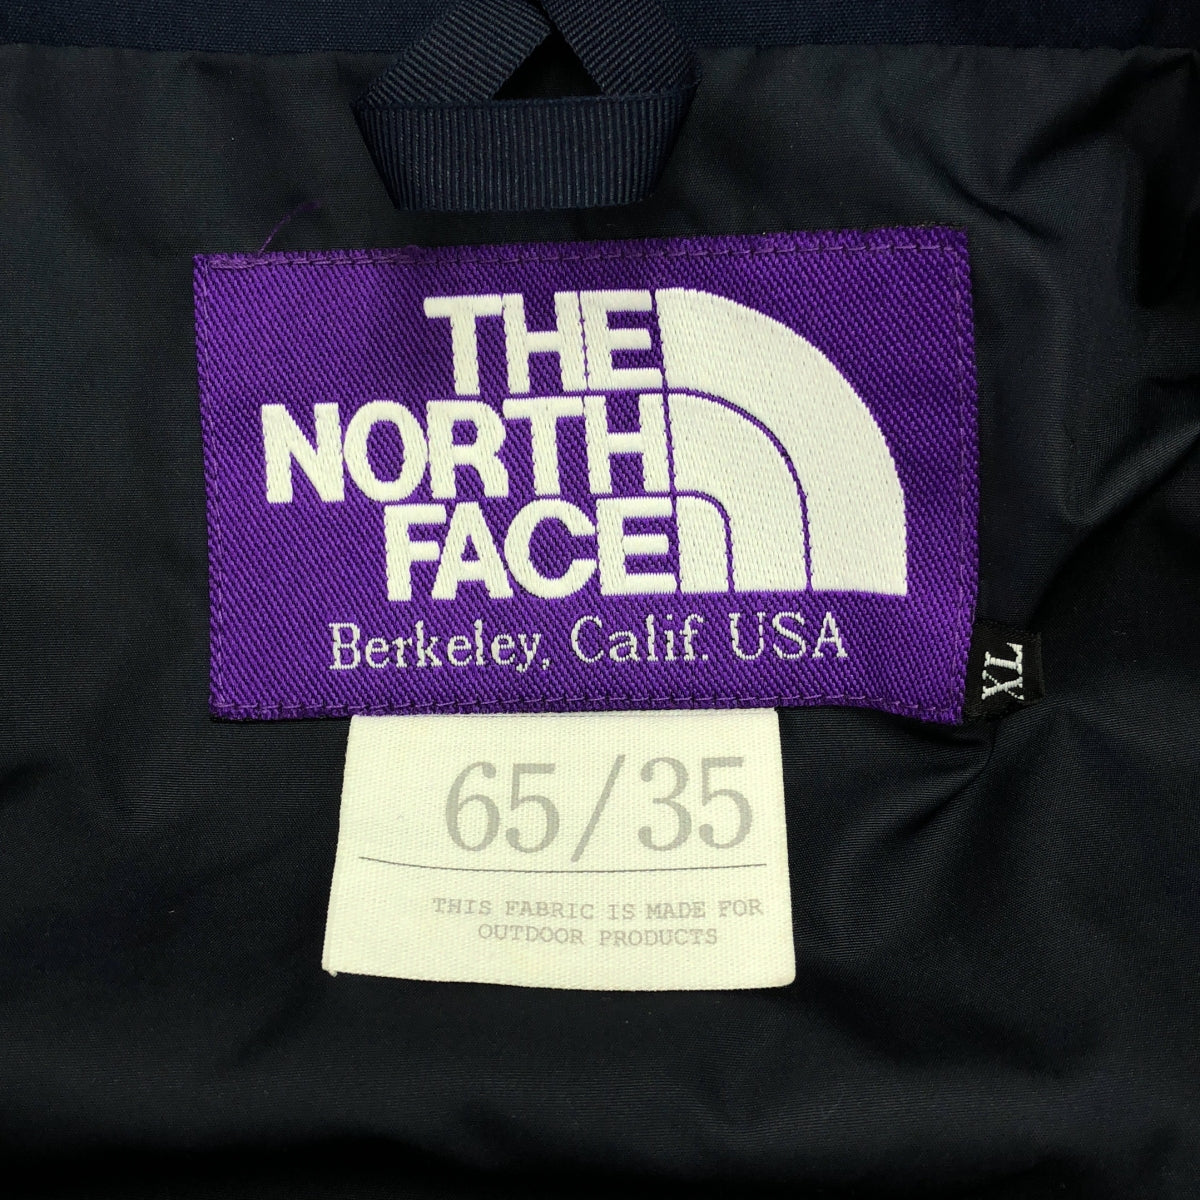 THE
NORTH
FACE
Berkeley, Calif. USA
XL
65/35
THIS FABRIC IS MADE FOR
OUTDOOR PRODUCTS